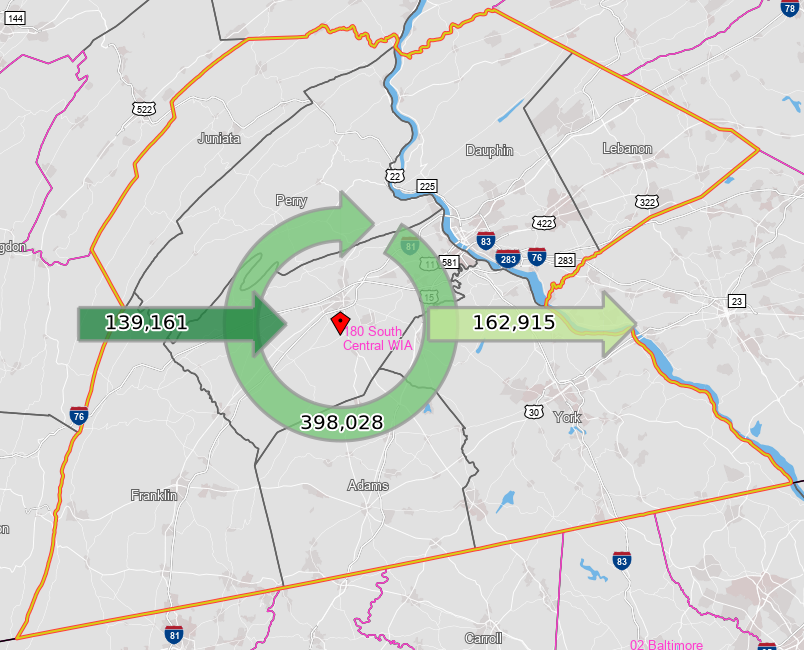 144
78
522
Juniata
Dauphin
Lebanon
22
225
Perry
322
422
gdon
83
81
283
76
283
11
581
15
23
139,161
162,915
180 South
Central WIA
30
76
York
398,028
Adams
Franklin
on
83
81
Carroll
02 Baltimore